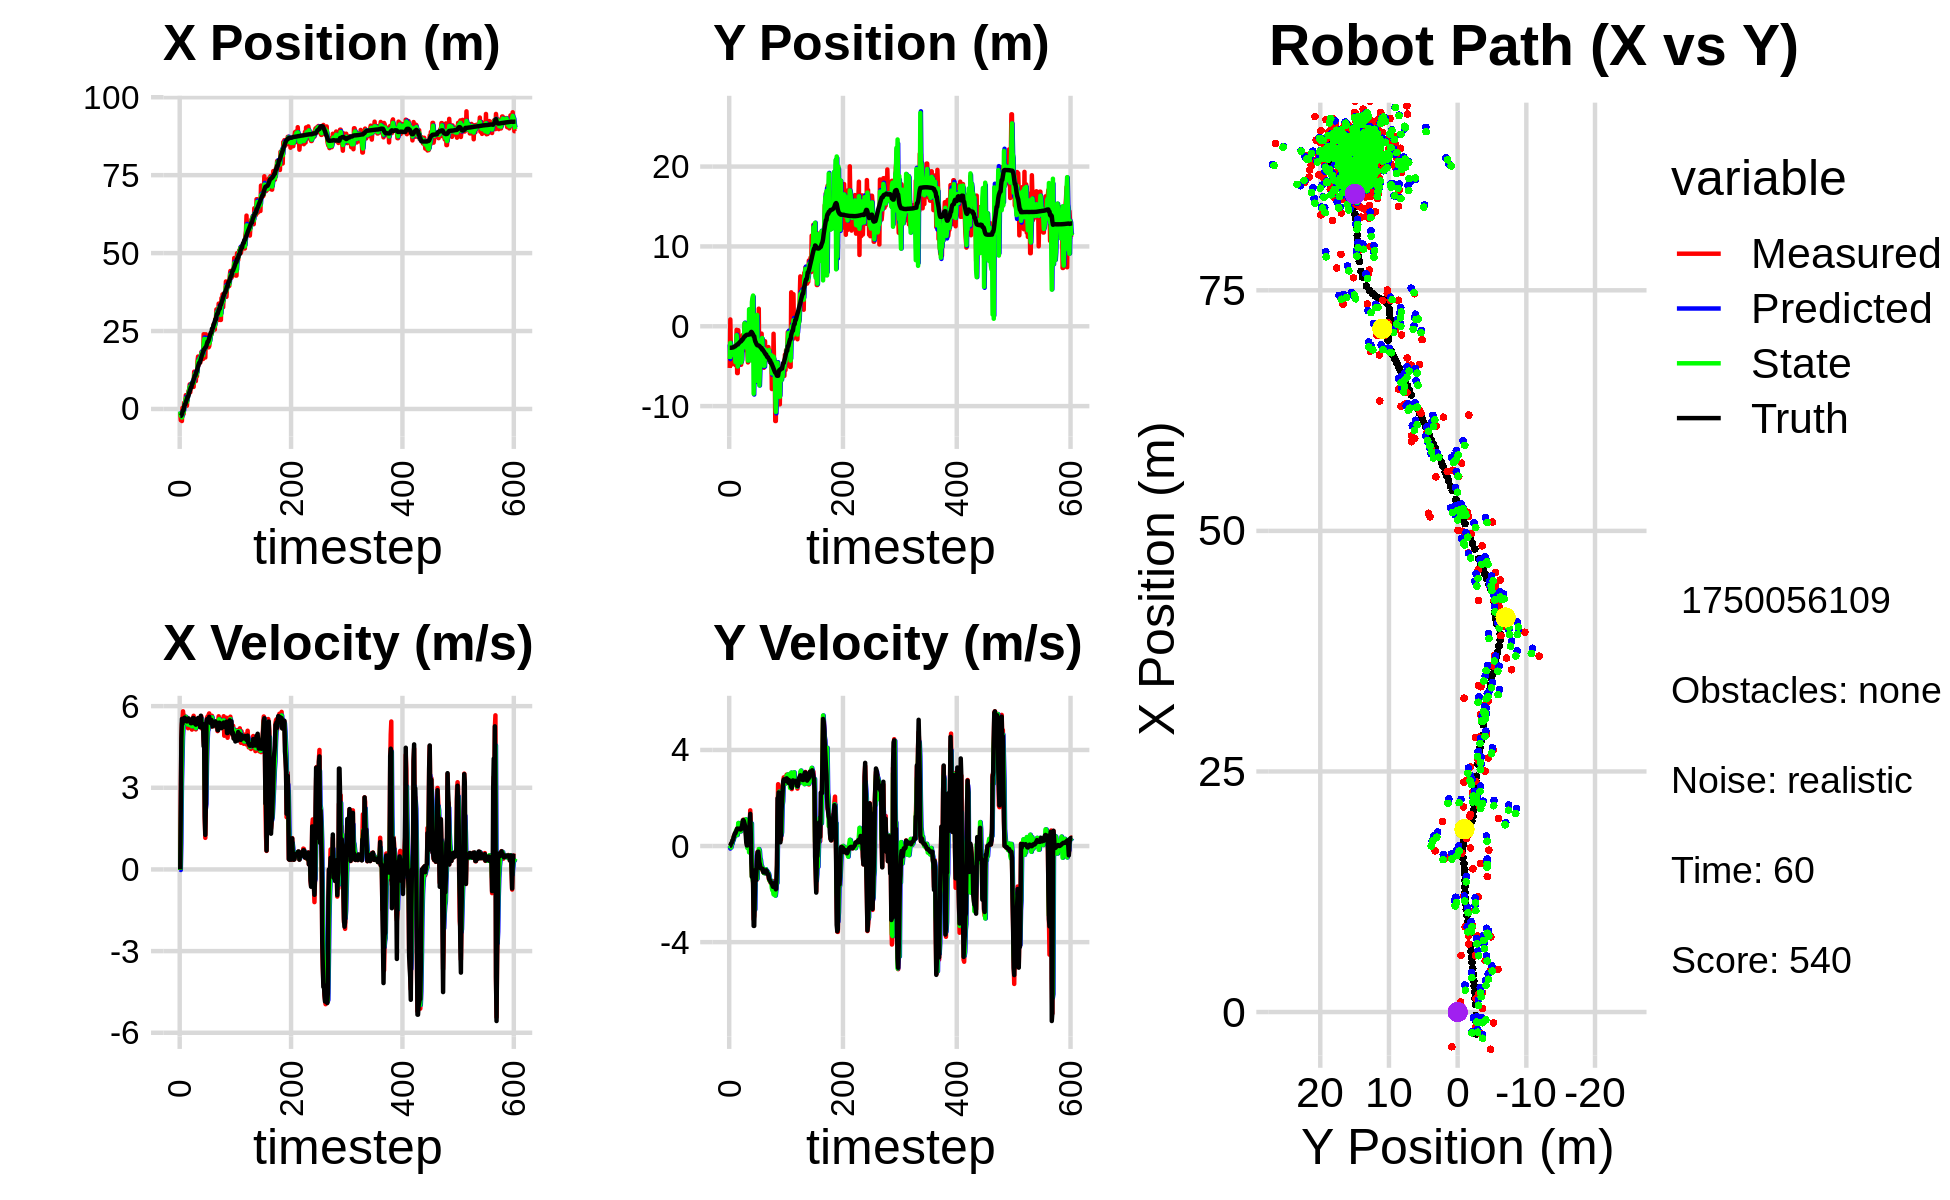 X Position (m)
100
75
50
25
0
0
200
400
600
timestep
Y Position (m)
20
10
0
-10
0
200
400
600
timestep
X Velocity (m/s)
6
3
0
-3
-6
0
200
400
600
timestep
Y Velocity (m/s)
4
0
-4
0
200
400
600
timestep
Robot Path (X vs Y)
X Position (m)
75
50
25
0
20 10 0 -10 -20
Y Position (m)
variable
Measured
Predicted
State
Truth
1750056109
Obstacles: none
Noise: realistic
Time: 60
Score: 540